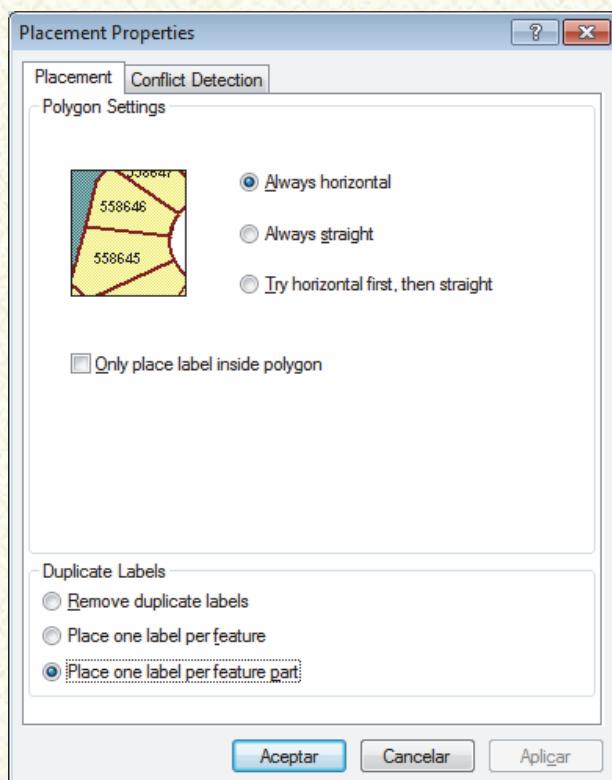 Placement Properties
Placement
Conflict Detection
Polygon Settings
558647
558646
558645
Always horizontal
Always straight
Try horizontal first, then straight
Only place label inside polygon
Duplicate Labels
Remove duplicate labels
Place one label per feature
Place one label per feature part
Aceptar
Cancelar
Aplicar